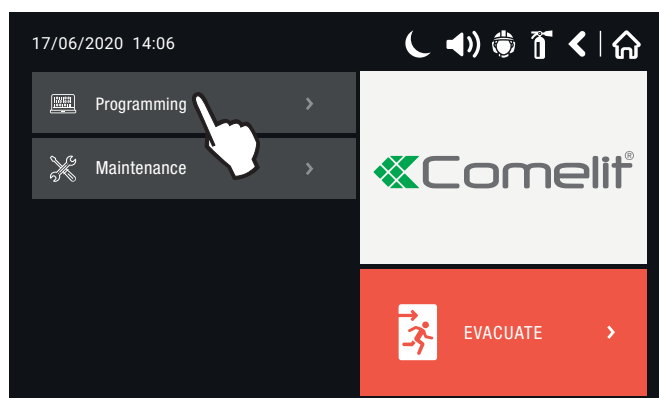 17/06/2020 14:06
Programming
Maintenance
Comelit®
EVACUATE